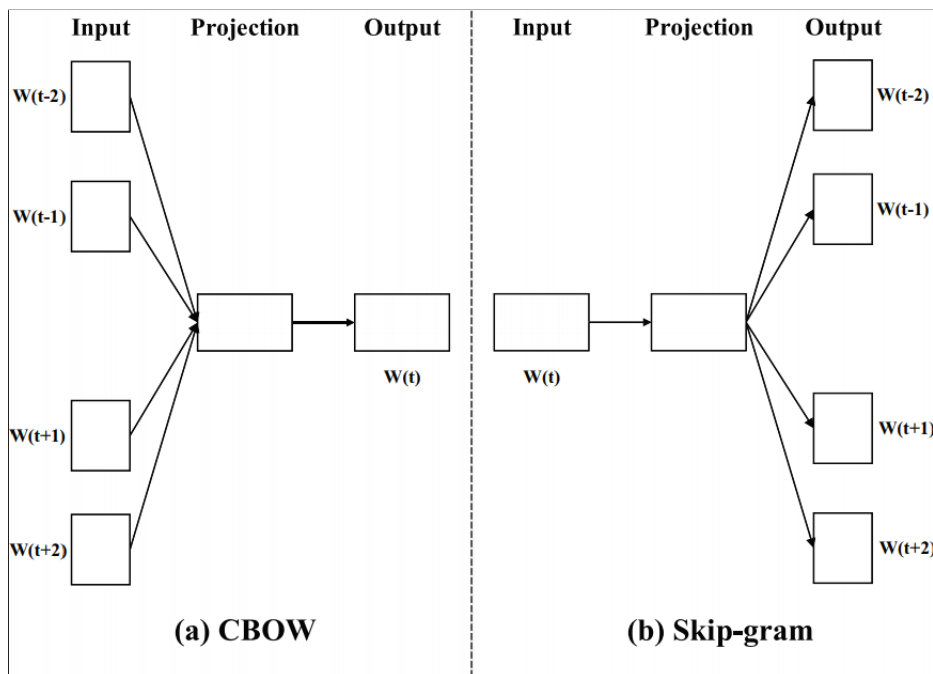 Input Projection Output
W(t-2)
W(t-1)
W(t)
W(t+1)
W(t+2)
(a) CBOW
Input Projection Output
W(t-2)
W(t-1)
W(t)
W(t+1)
W(t+2)
(b) Skip-gram